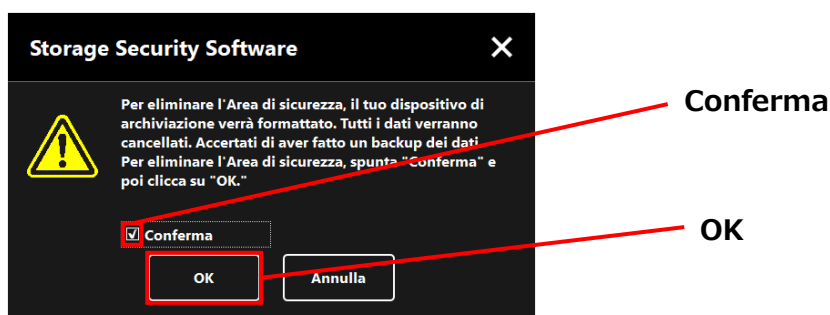 Storage Security Software
Per eliminare l'Area di sicurezza, il tuo dispositivo di
archiviazione verrà formattato. Tutti i dati verranno
cancellati. Accertati di aver fatto un backup dei dati.
Per eliminare l'Area di sicurezza, spunta "Conferma" e
poi clicca su "OK."
Conferma
OK
Annulla
Conferma
OK